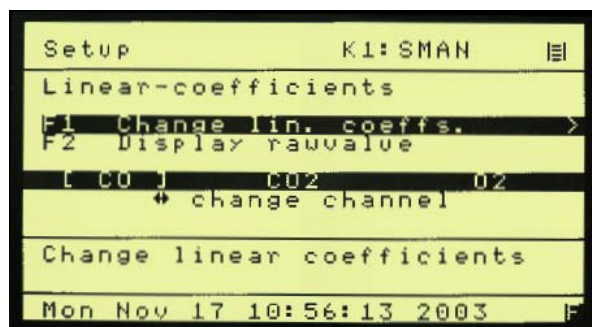 Setup K1:SMAN
Linear-coefficients
F1 Change lin. coeffs. >
F2 Display rawvalue
[ CO ] CO2 O2
↔ change channel
Change linear coefficients
Mon Nov 17 10:56:13 2003 F